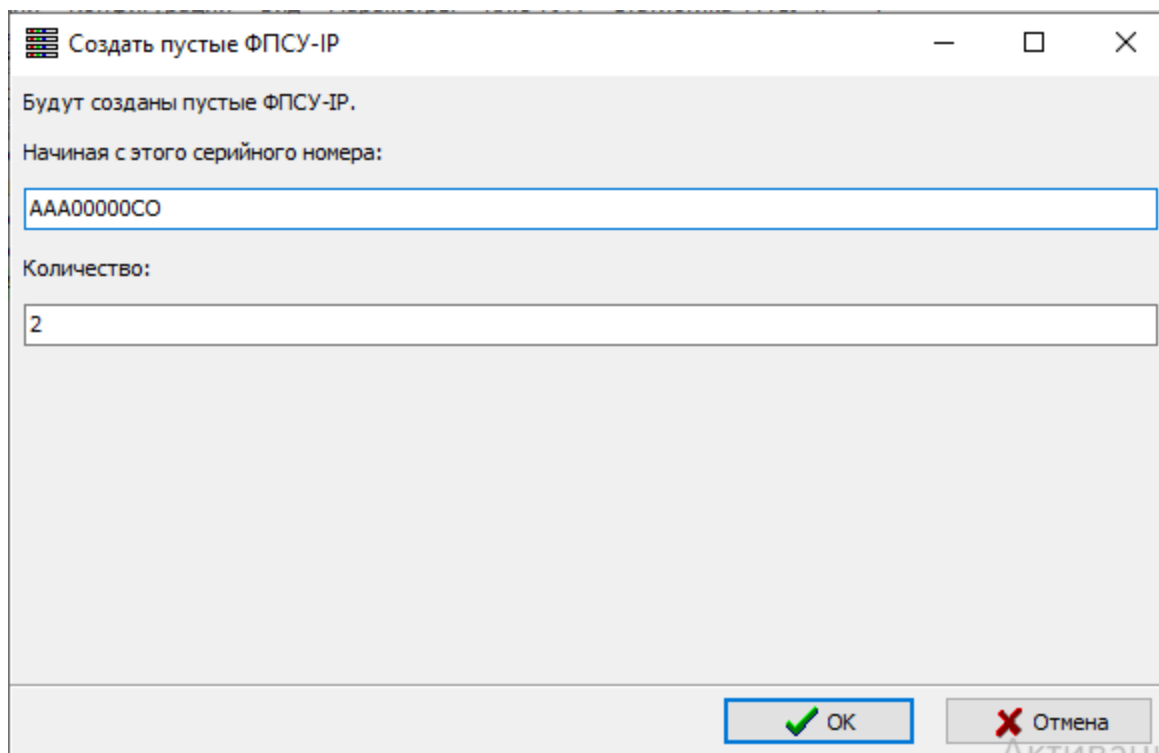 Создать пустые ФПСУ-IP
Будут созданы пустые ФПСУ-IP.
Начиная с этого серийного номера:
AAA00000CO
Количество:
2
OK
Отмена